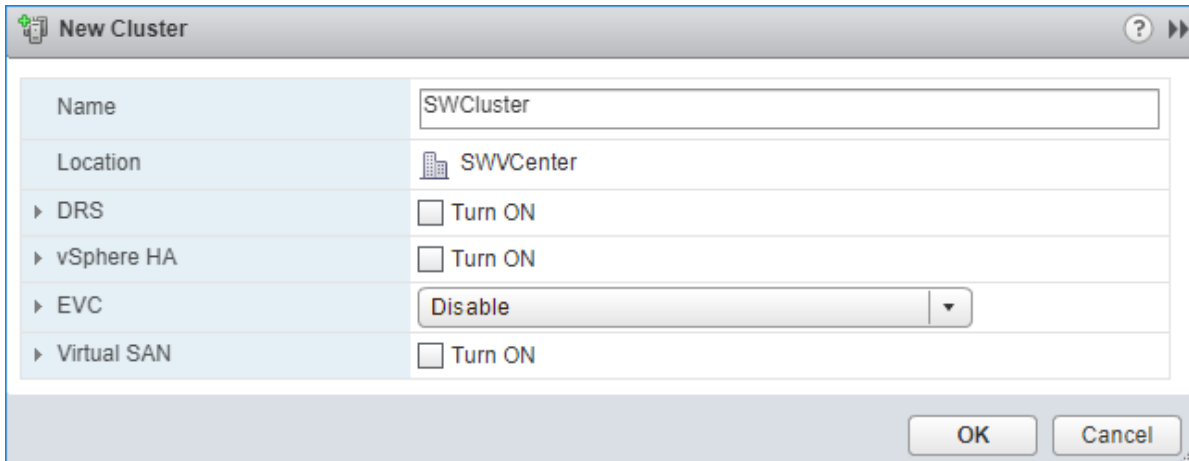 New Cluster ?
Name SWCluster
Location SWVCenter
DRS Turn ON
vSphere HA Turn ON
EVC Disable
Virtual SAN Turn ON
OK Cancel